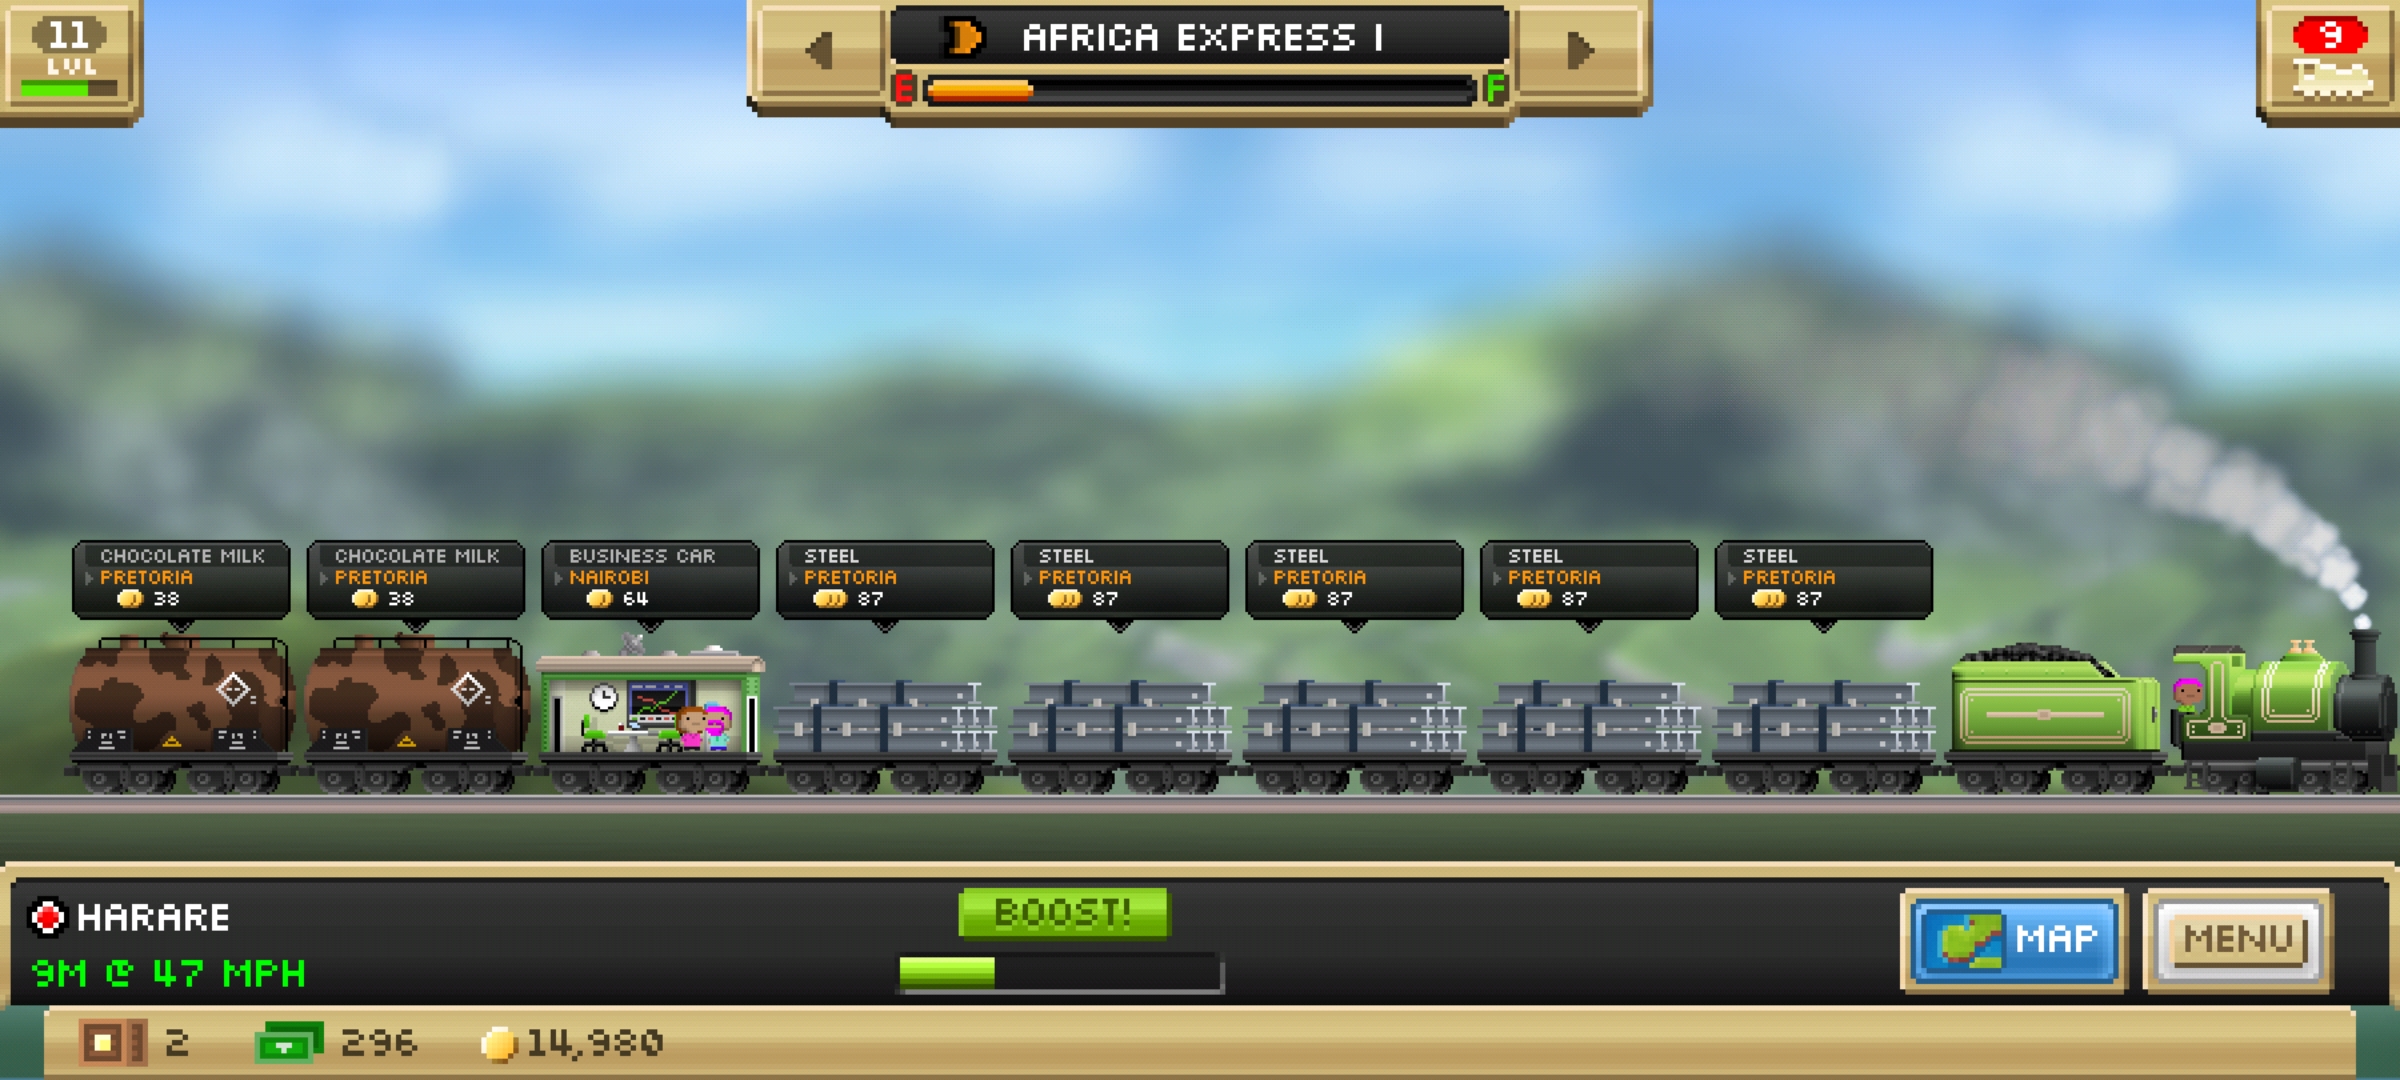 11
LVL
AFRICA EXPRESS I
E
F
9
CHOCOLATE MILK
PRETORIA
38
CHOCOLATE MILK
PRETORIA
38
BUSINESS CAR
NAIROBI
64
STEEL
PRETORIA
87
STEEL
PRETORIA
87
STEEL
PRETORIA
87
STEEL
PRETORIA
87
STEEL
PRETORIA
87
HARARE
9M @ 47 MPH
BOOST!
MAP
MENU
2
296
14,980